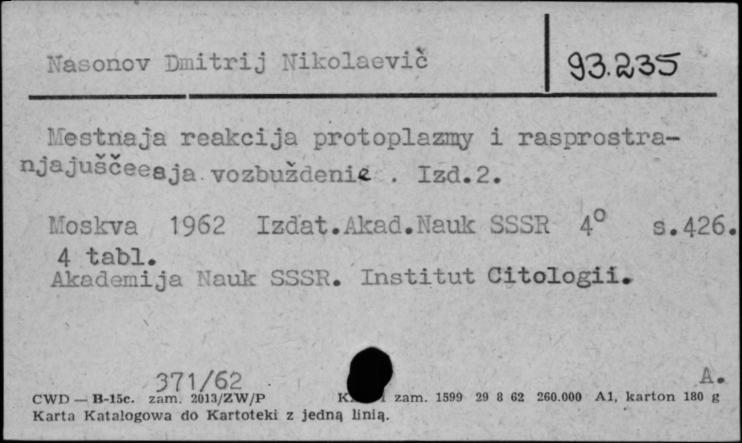 Nasonov Dmitrij Nikolaevič
93.235
Mestnaja reakcija protoplazmy i rasprostra-
njajuščeesja vozbuždenie . Izd.2.
Moskva 1962 Izdat.Akad.Nauk SSSR 4° s.426.
4 tabl.
Akademija Nauk SSSR. Institut Citologii.
371/62
A.
CWD — B-15c. zam. 2013/ZW/P zam. 1599 29 8 62 260.000 A1, karton 180 g
Karta Katalogowa do Kartoteki z jedną linią.